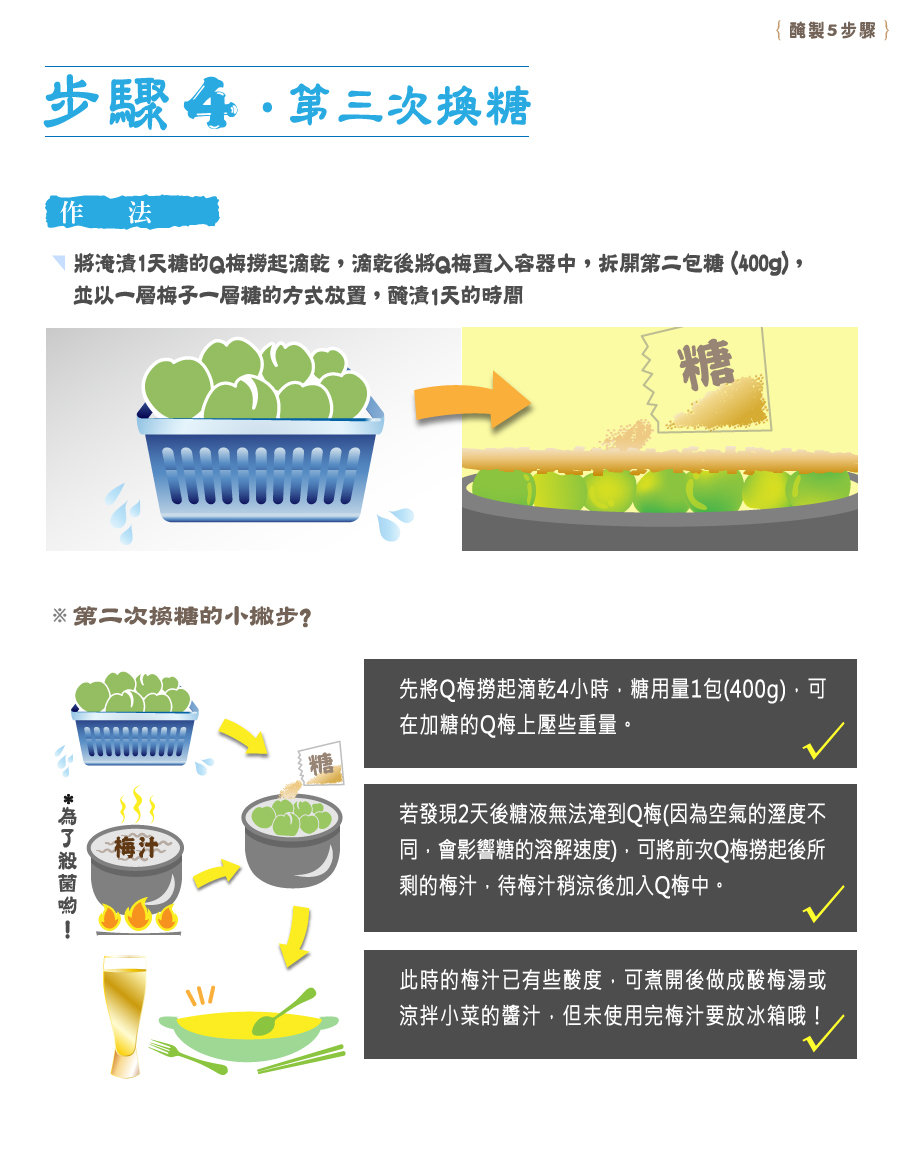 { 醃製5步驟 }
步驟4·第三次換糖
作 法
將淹漬1天糖的Q梅撈起滴乾,滴乾後將Q梅置入容器中,拆開第二包糖(400g),
並以一層梅子一層糖的方式放置,醃漬1天的時間
糖
※第二次換糖的小撇步?
先將Q梅撈起滴乾4小時,糖用量1包(400g),可
在加糖的Q梅上壓些重量。
糖
*為了殺菌喲!
梅汁
若發現2天後糖液無法淹到Q梅(因為空氣的溼度不
同,會影響糖的溶解速度),可將前次Q梅撈起後所
剩的梅汁,待梅汁稍涼後加入Q梅中。
此時的梅汁已有些酸度,可煮開後做成酸梅湯或
涼拌小菜的醬汁,但未使用完梅汁要放冰箱哦!